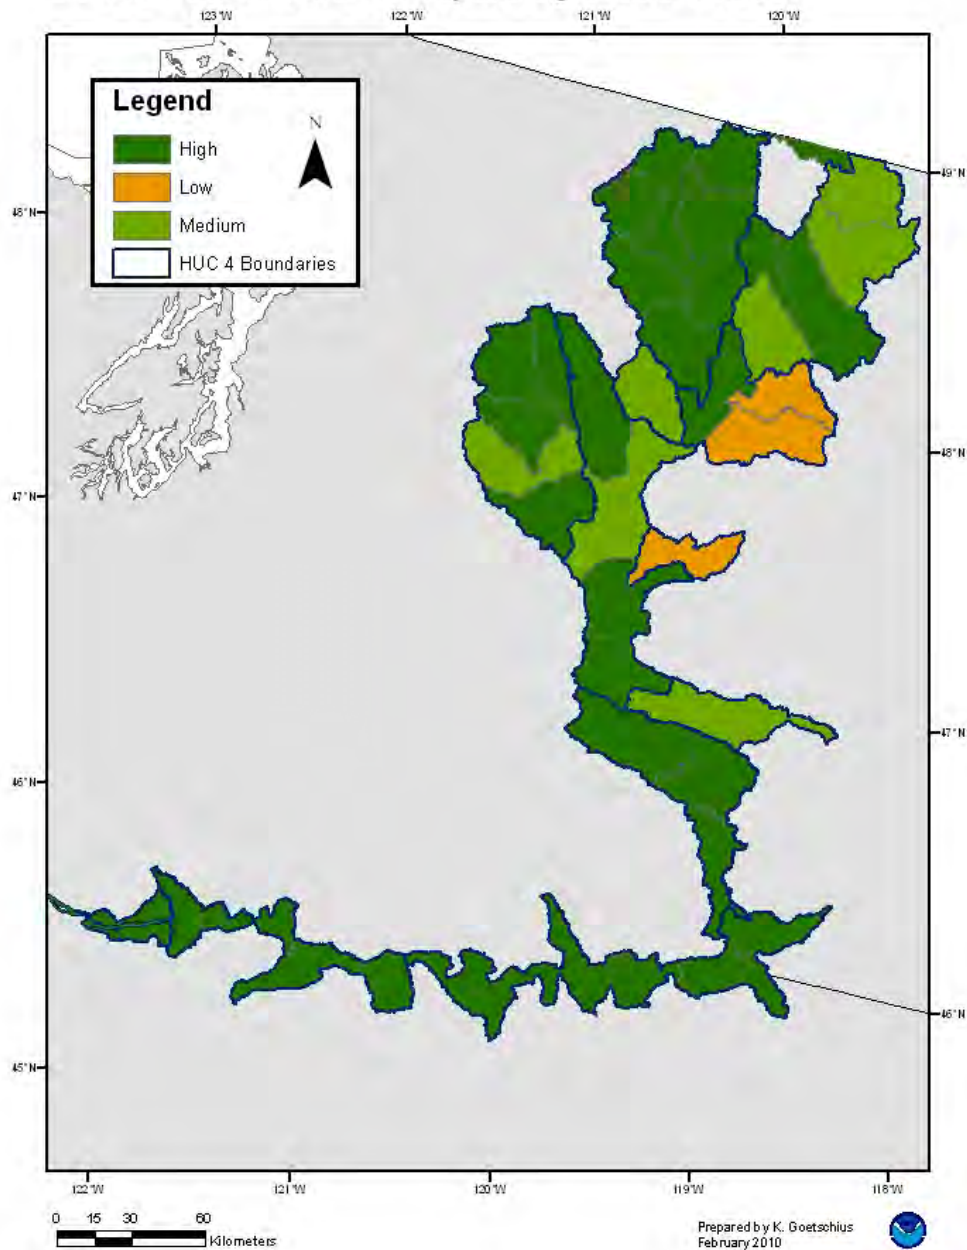 123°W 122°W 121°W 120°W
Legend
N
High
Low
Medium
HUC 4 Boundaries
49°N
48°N
48°N
47°N
47°N
46°N
46°N
45°N
122°W 121°W 120°W 119°W 118°W
0 15 30 60
Kilometers
Prepared by K. Goetschius
February 2010